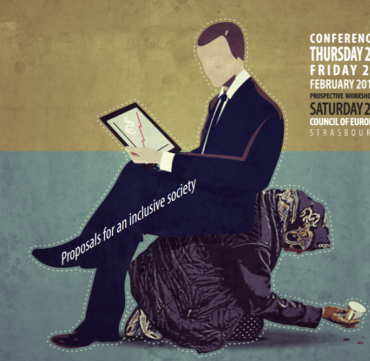 CONFERENC
THURSDAY 2
FRIDAY 2
FEBRUARY 201
PROSPECTIVE WORKSHO
SATURDAY 2
COUNCIL OF EURO
STRASBOUR
Proposals for an inclusive society